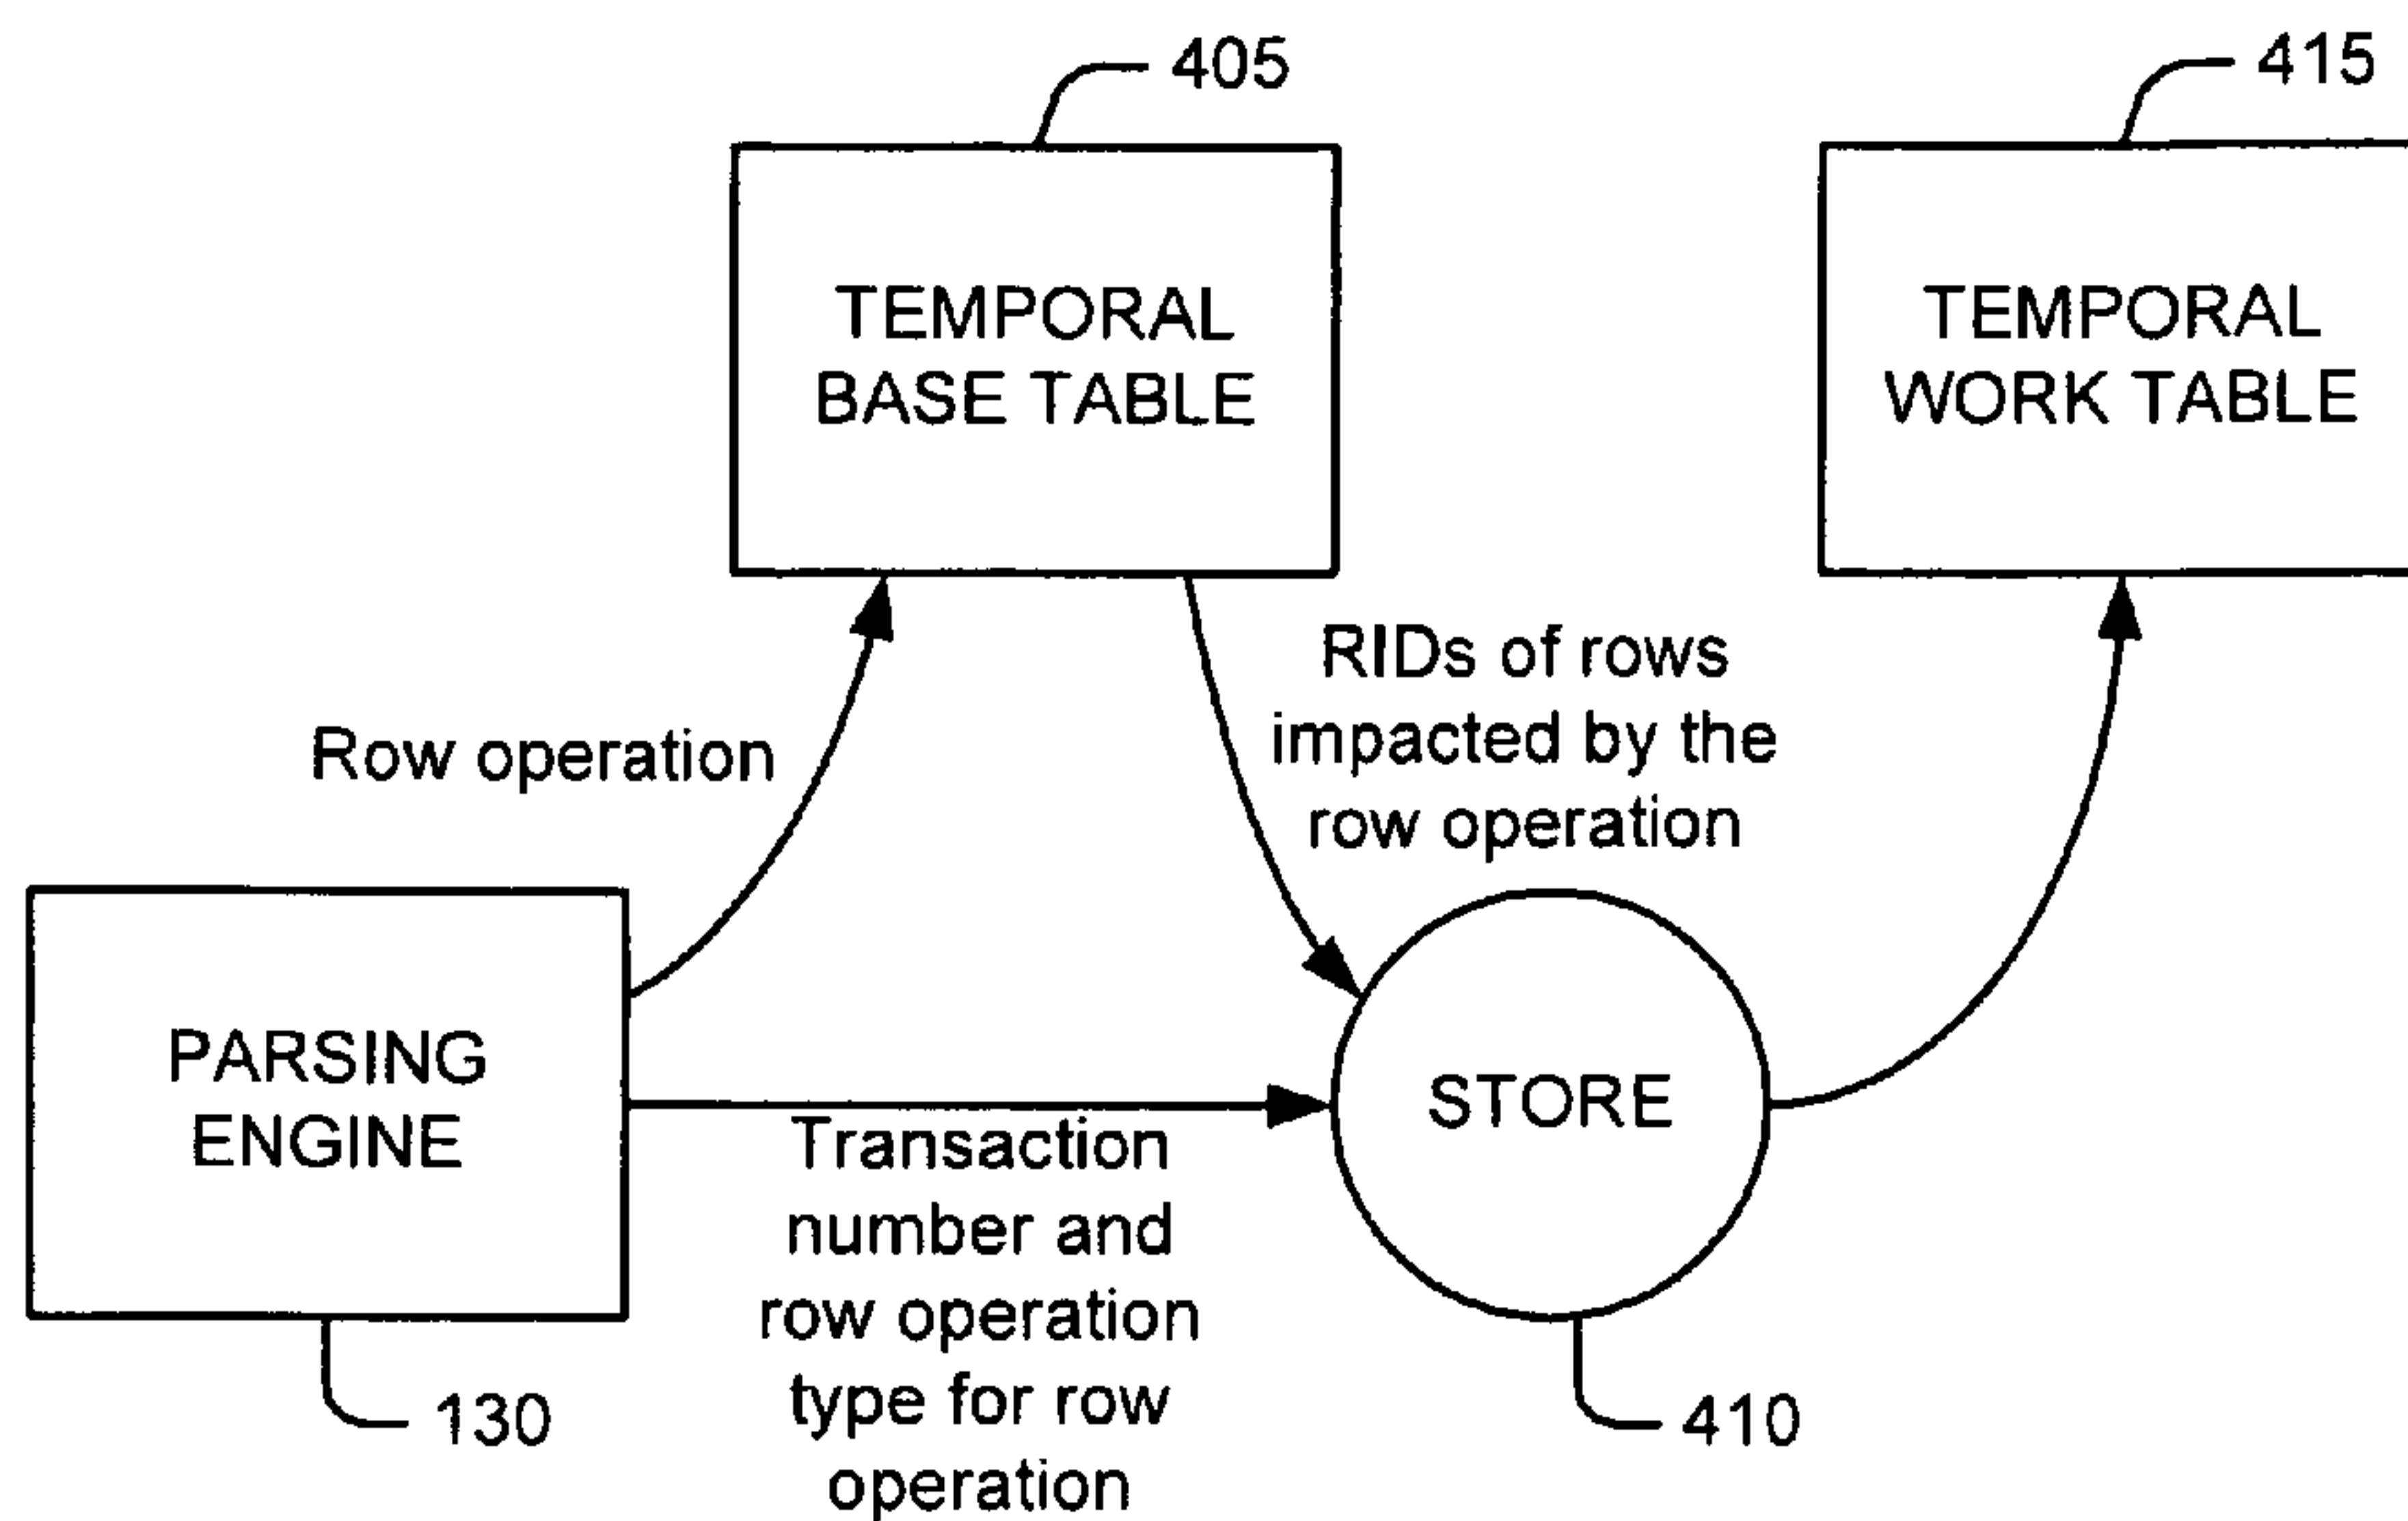 405
415
TEMPORAL
BASE TABLE
TEMPORAL
WORK TABLE
RIDs of rows
impacted by the
row operation
Row operation
PARSING
ENGINE
STORE
Transaction
number and
row operation
type for row
operation
130
410